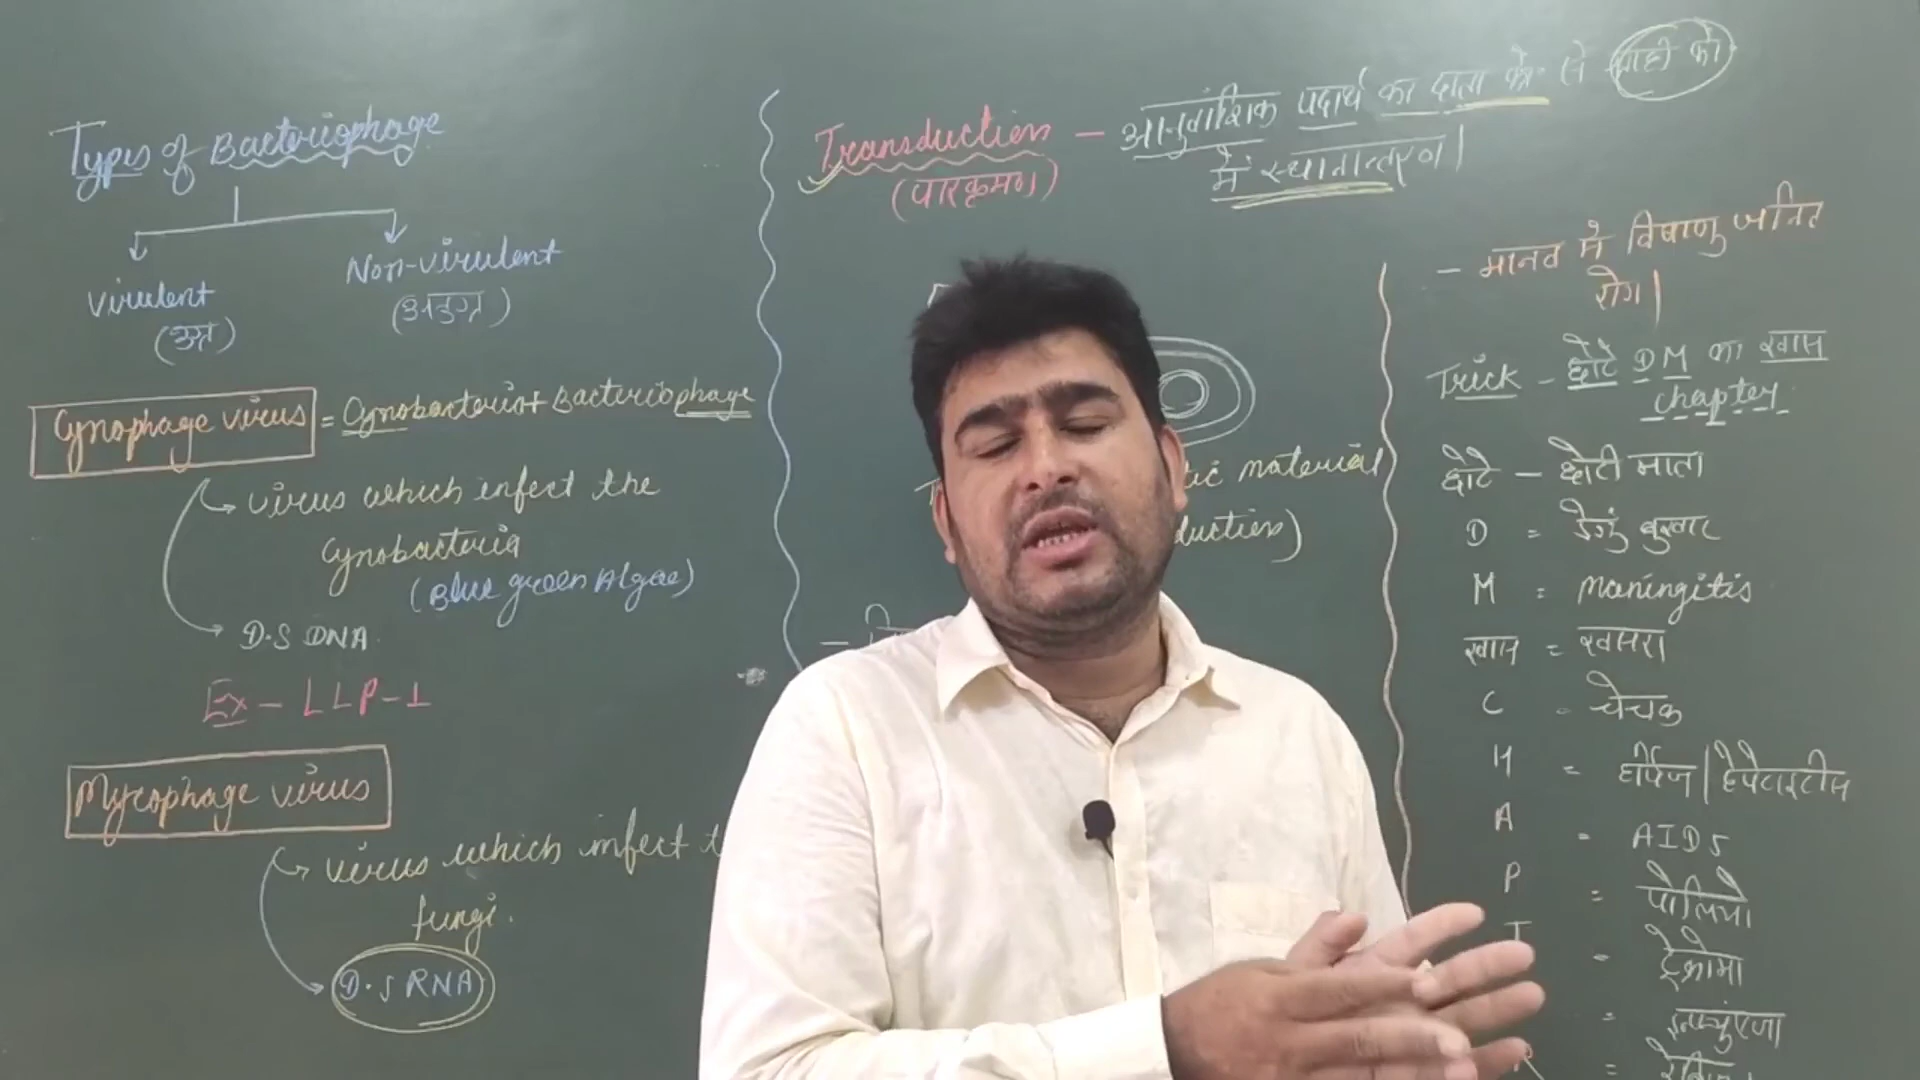 Types of Bacteriophage
Virulent
(उग्र)
Non-virulent
(अनुग्र)
Cynophage virus = Cynobacteria + Bacteriophage
virus which infect the
Cynobacteria
(Blue green Algae)
D.S DNA
Ex - LLP-1
Mycophage virus
virus which infect t
fungi.
D.S RNA
Transduction - आनुवांशिक पदार्थ का दाता को से ग्राही को
(पारक्रमण) में स्थानान्तरण।
tic material
duction)
- मानव में विषाणु जनित
रोग।
Trick - छोटे DM का खास
chapter
छोटे - छोटी माता
D = डेंगू बुखार
M = Maningitis
खास = खसरा
C = चेचक
H = हर्पिज | हेपेटाइटीस
A = AIDS
P = पोलियो
T = ट्रेकोमा
= इन्फ्लुएंजा
R =